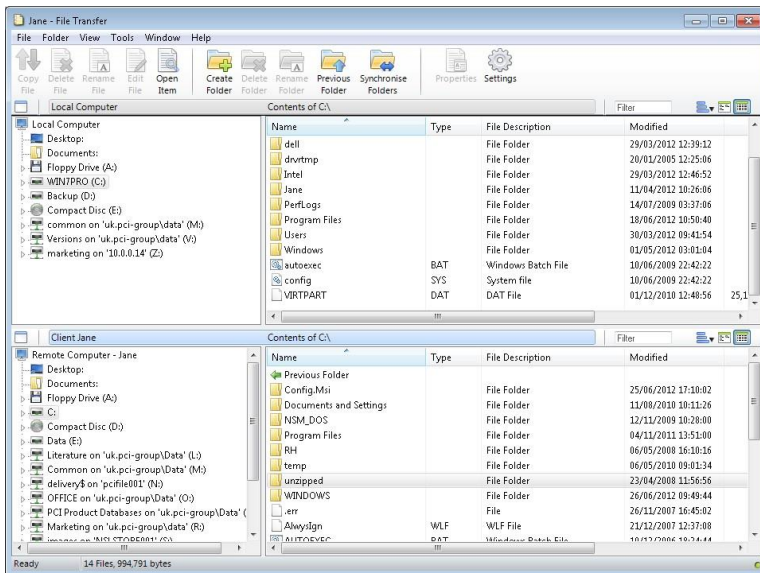 Jane - File Transfer
File Folder View Tools Window Help
Copy File
Delete File
Rename File
Edit File
Open Item
Create Folder
Delete Folder
Rename Folder
Previous Folder
Synchronise Folders
Properties
Settings
Local Computer
Contents of C:\
Filter
Local Computer
Desktop:
Documents:
Floppy Drive (A:)
WIN7PRO (C:)
Backup (D:)
Compact Disc (E:)
common on 'uk.pci-group\data' (M:)
Versions on 'uk.pci-group\data' (V:)
marketing on '10.0.0.14' (Z:)
Name Type File Description Modified
dell File Folder 29/03/2012 12:39:12
drvrtmp File Folder 20/01/2005 12:25:06
Intel File Folder 29/03/2012 12:46:52
Jane File Folder 11/04/2012 10:26:06
PerfLogs File Folder 14/07/2009 03:37:06
Program Files File Folder 18/06/2012 10:50:40
Users File Folder 30/03/2012 09:41:54
Windows File Folder 01/05/2012 03:01:04
autoexec BAT Windows Batch File 10/06/2009 22:42:22
config SYS System file 10/06/2009 22:42:22
VIRTPART DAT DAT File 01/12/2010 12:48:56 25,1
Client Jane
Contents of C:\
Filter
Remote Computer - Jane
Desktop:
Documents:
Floppy Drive (A:)
C:
Compact Disc (D:)
Data (E:)
Literature on 'uk.pci-group\Data' (L:)
Common on 'uk.pci-group\Data' (M:)
delivery$ on 'pcifile001' (N:)
OFFICE on 'uk.pci-group\Data' (O:)
PCI Product Databases on 'uk.pci-group\Data' (
Marketing on 'uk.pci-group\Data' (R:)
images on 'NSLSTORE001' (S:)
Name Type File Description Modified
Previous Folder
Config.Msi File Folder 25/06/2012 17:10:02
Documents and Settings File Folder 11/08/2010 10:11:26
NSM_DOS File Folder 12/11/2009 10:28:00
Program Files File Folder 04/11/2011 13:51:00
RH File Folder 06/05/2008 16:10:16
temp File Folder 06/05/2010 09:01:34
unzipped File Folder 23/04/2008 11:56:56
WINDOWS File Folder 26/06/2012 09:49:44
.err File 26/11/2007 16:45:02
AlwysIgn WLF WLF File 21/12/2007 12:37:08
AUTOEXEC BAT Windows Batch File
Ready 14 Files, 994,791 bytes